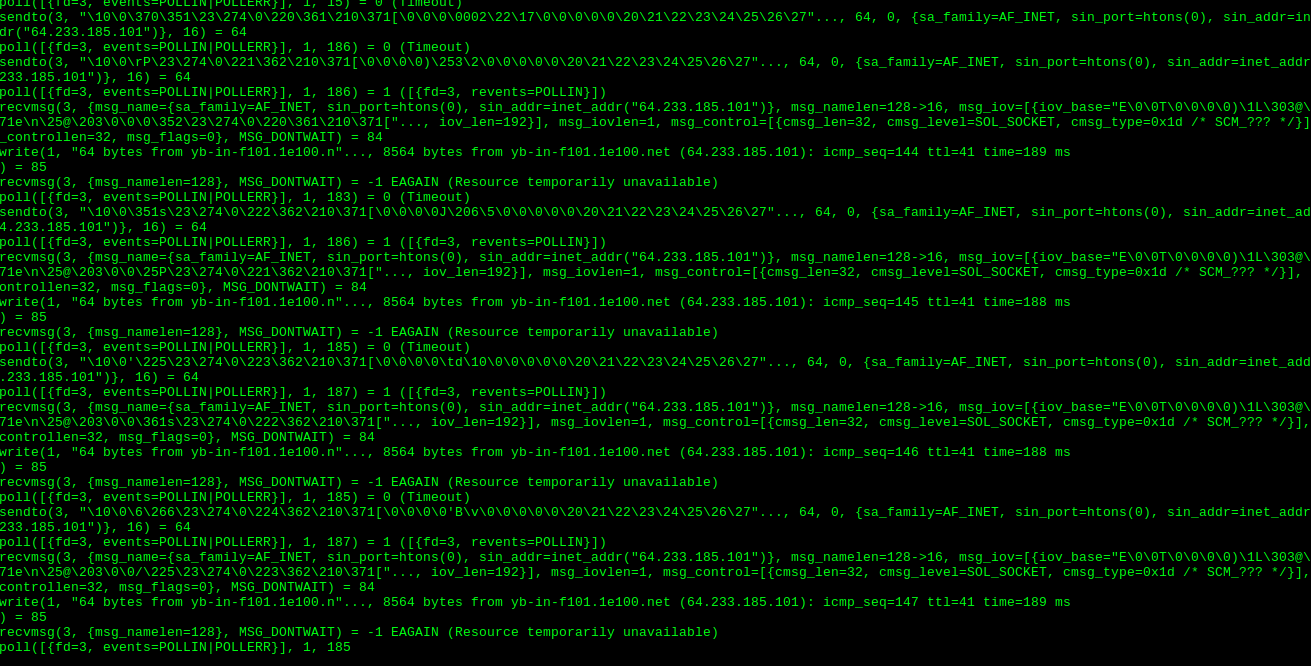 poll([{fd=3, events=POLLIN|POLLERR}], 1, 15) = 0 (Timeout)
sendto(3, "\10\0\370\351\23\274\0\220\361\210\371[\0\0\0\0002\22\17\0\0\0\0\0\20\21\22\23\24\25\26\27"..., 64, 0, {sa_family=AF_INET, sin_port=htons(0), sin_addr=in
dr("64.233.185.101")}, 16) = 64
poll([{fd=3, events=POLLIN|POLLERR}], 1, 186) = 0 (Timeout)
sendto(3, "\10\0\rP\23\274\0\221\362\210\371[\0\0\0\0)\253\2\0\0\0\0\0\20\21\22\23\24\25\26\27"..., 64, 0, {sa_family=AF_INET, sin_port=htons(0), sin_addr=inet_addr
233.185.101")}, 16) = 64
poll([{fd=3, events=POLLIN|POLLERR}], 1, 186) = 1 ([{fd=3, revents=POLLIN}])
recvmsg(3, {msg_name={sa_family=AF_INET, sin_port=htons(0), sin_addr=inet_addr("64.233.185.101")}, msg_namelen=128->16, msg_iov=[{iov_base="E\0\0T\0\0\0\0)\1L\303@\
71e\n\25@\203\0\0\0\352\23\274\0\220\361\210\371["..., iov_len=192}], msg_iovlen=1, msg_control=[{cmsg_len=32, cmsg_level=SOL_SOCKET, cmsg_type=0x1d /* SCM_??? */}]
_controllen=32, msg_flags=0}, MSG_DONTWAIT) = 84
write(1, "64 bytes from yb-in-f101.1e100.n"..., 8564 bytes from yb-in-f101.1e100.net (64.233.185.101): icmp_seq=144 ttl=41 time=189 ms
) = 85
recvmsg(3, {msg_namelen=128}, MSG_DONTWAIT) = -1 EAGAIN (Resource temporarily unavailable)
poll([{fd=3, events=POLLIN|POLLERR}], 1, 183) = 0 (Timeout)
sendto(3, "\10\0\351s\23\274\0\222\362\210\371[\0\0\0\0J\206\5\0\0\0\0\0\20\21\22\23\24\25\26\27"..., 64, 0, {sa_family=AF_INET, sin_port=htons(0), sin_addr=inet_ad
4.233.185.101")}, 16) = 64
poll([{fd=3, events=POLLIN|POLLERR}], 1, 186) = 1 ([{fd=3, revents=POLLIN}])
recvmsg(3, {msg_name={sa_family=AF_INET, sin_port=htons(0), sin_addr=inet_addr("64.233.185.101")}, msg_namelen=128->16, msg_iov=[{iov_base="E\0\0T\0\0\0\0)\1L\303@\
71e\n\25@\203\0\0\25P\23\274\0\221\362\210\371["..., iov_len=192}], msg_iovlen=1, msg_control=[{cmsg_len=32, cmsg_level=SOL_SOCKET, cmsg_type=0x1d /* SCM_??? */}],
ontrollen=32, msg_flags=0}, MSG_DONTWAIT) = 84
write(1, "64 bytes from yb-in-f101.1e100.n"..., 8564 bytes from yb-in-f101.1e100.net (64.233.185.101): icmp_seq=145 ttl=41 time=188 ms
) = 85
recvmsg(3, {msg_namelen=128}, MSG_DONTWAIT) = -1 EAGAIN (Resource temporarily unavailable)
poll([{fd=3, events=POLLIN|POLLERR}], 1, 185) = 0 (Timeout)
sendto(3, "\10\0'\225\23\274\0\223\362\210\371[\0\0\0\0\td\10\0\0\0\0\0\20\21\22\23\24\25\26\27"..., 64, 0, {sa_family=AF_INET, sin_port=htons(0), sin_addr=inet_add
.233.185.101")}, 16) = 64
poll([{fd=3, events=POLLIN|POLLERR}], 1, 187) = 1 ([{fd=3, revents=POLLIN}])
recvmsg(3, {msg_name={sa_family=AF_INET, sin_port=htons(0), sin_addr=inet_addr("64.233.185.101")}, msg_namelen=128->16, msg_iov=[{iov_base="E\0\0T\0\0\0\0)\1L\303@\
71e\n\25@\203\0\0\361s\23\274\0\222\362\210\371["..., iov_len=192}], msg_iovlen=1, msg_control=[{cmsg_len=32, cmsg_level=SOL_SOCKET, cmsg_type=0x1d /* SCM_??? */}],
controllen=32, msg_flags=0}, MSG_DONTWAIT) = 84
write(1, "64 bytes from yb-in-f101.1e100.n"..., 8564 bytes from yb-in-f101.1e100.net (64.233.185.101): icmp_seq=146 ttl=41 time=188 ms
) = 85
recvmsg(3, {msg_namelen=128}, MSG_DONTWAIT) = -1 EAGAIN (Resource temporarily unavailable)
poll([{fd=3, events=POLLIN|POLLERR}], 1, 185) = 0 (Timeout)
sendto(3, "\10\0\6\266\23\274\0\224\362\210\371[\0\0\0\0'B\v\0\0\0\0\0\20\21\22\23\24\25\26\27"..., 64, 0, {sa_family=AF_INET, sin_port=htons(0), sin_addr=inet_addr
233.185.101")}, 16) = 64
poll([{fd=3, events=POLLIN|POLLERR}], 1, 187) = 1 ([{fd=3, revents=POLLIN}])
recvmsg(3, {msg_name={sa_family=AF_INET, sin_port=htons(0), sin_addr=inet_addr("64.233.185.101")}, msg_namelen=128->16, msg_iov=[{iov_base="E\0\0T\0\0\0\0)\1L\303@\
71e\n\25@\203\0\0/\225\23\274\0\223\362\210\371["..., iov_len=192}], msg_iovlen=1, msg_control=[{cmsg_len=32, cmsg_level=SOL_SOCKET, cmsg_type=0x1d /* SCM_??? */}],
controllen=32, msg_flags=0}, MSG_DONTWAIT) = 84
write(1, "64 bytes from yb-in-f101.1e100.n"..., 8564 bytes from yb-in-f101.1e100.net (64.233.185.101): icmp_seq=147 ttl=41 time=189 ms
) = 85
recvmsg(3, {msg_namelen=128}, MSG_DONTWAIT) = -1 EAGAIN (Resource temporarily unavailable)
poll([{fd=3, events=POLLIN|POLLERR}], 1, 185